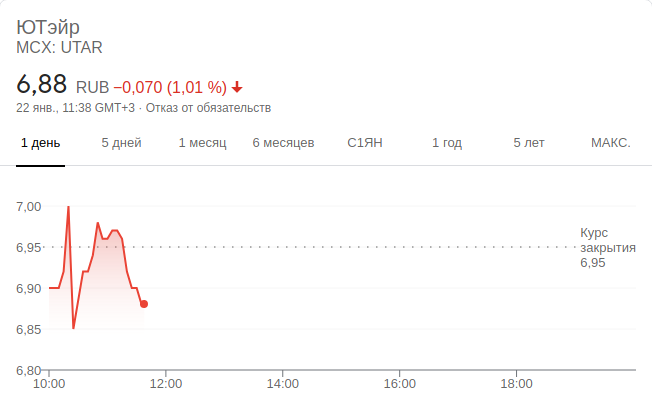 ЮТэйр
MCX: UTAR
6,88 RUB −0,070 (1,01 %)
22 янв., 11:38 GMT+3 · Отказ от обязательств
1 день 5 дней 1 месяц 6 месяцев С1ЯН 1 год 5 лет МАКС.
7,00
6,95
6,90
6,85
6,80
Курс
закрытия
6,95
10:00 12:00 14:00 16:00 18:00